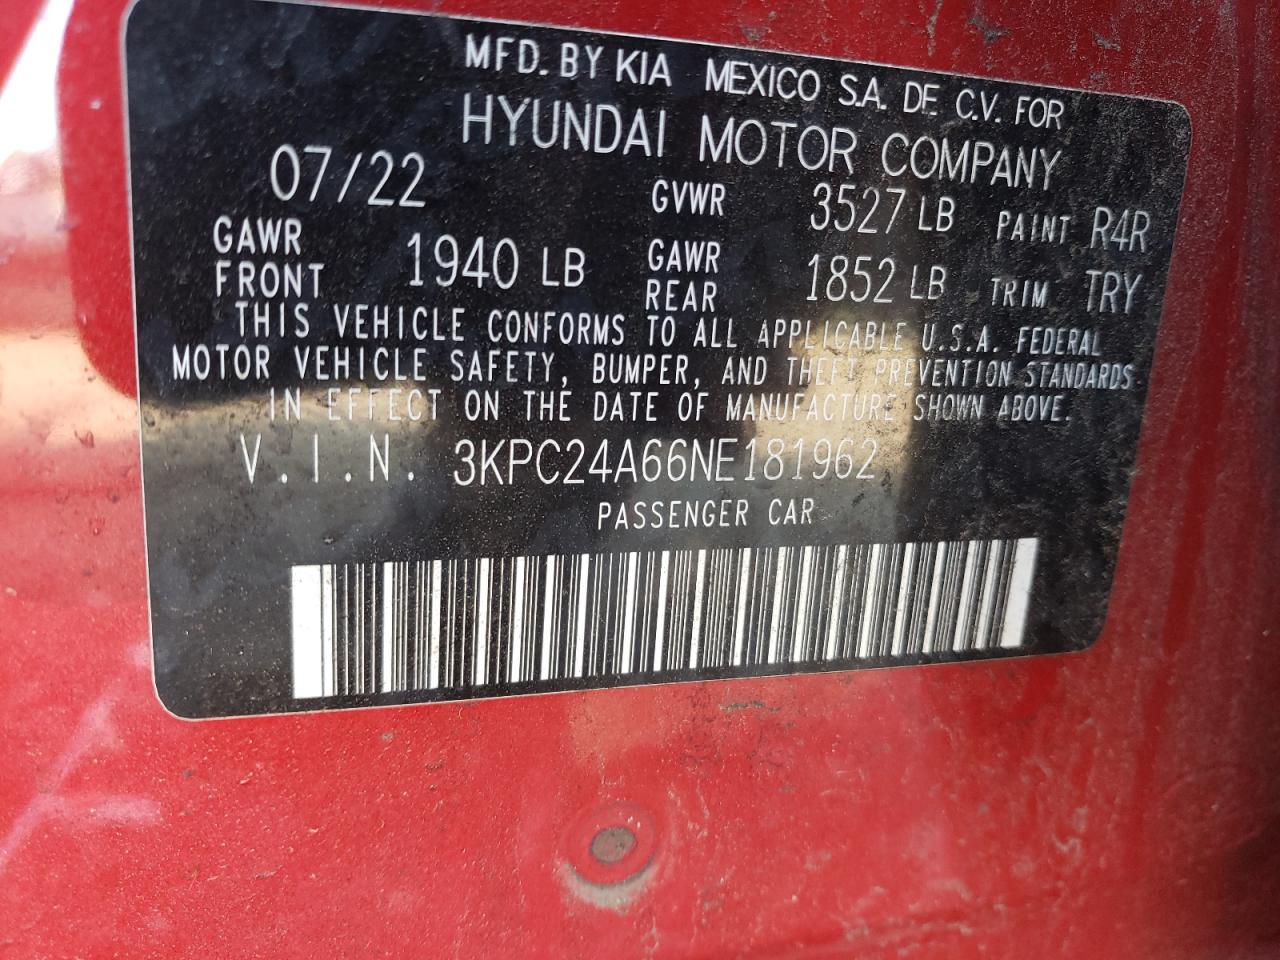 MFD. BY KIA MEXICO S.A. DE C.V. FOR
HYUNDAI MOTOR COMPANY
07/22 GVWR 3527 LB PAINT R4R
GAWR FRONT 1940 LB GAWR REAR 1852 LB TRIM TRY
THIS VEHICLE CONFORMS TO ALL APPLICABLE U.S.A. FEDERAL
MOTOR VEHICLE SAFETY, BUMPER, AND THEFT PREVENTION STANDARDS
IN EFFECT ON THE DATE OF MANUFACTURE SHOWN ABOVE.
V.I.N. 3KPC24A66NE181962
PASSENGER CAR